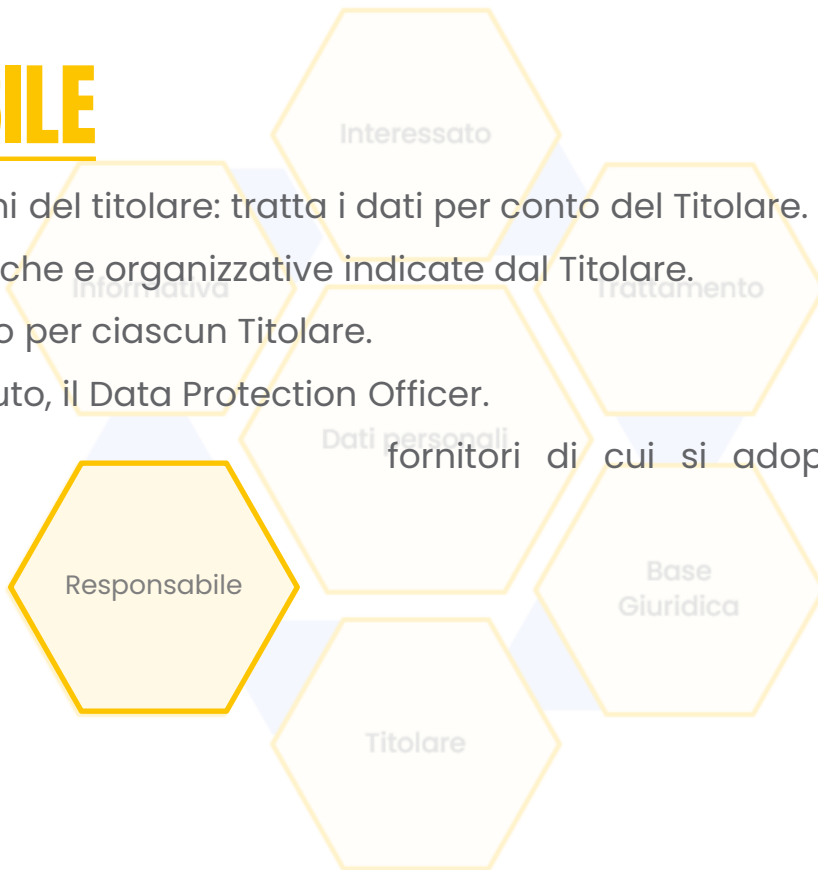 BILE
Interessato
ni del titolare: tratta i dati per conto del Titolare.
che e organizzative indicate dal Titolare.
Informativa
Trattamento
o per ciascun Titolare.
uto, il Data Protection Officer.
Dati personali
fornitori di cui si adop
Responsabile
Base
Giuridica
Titolare